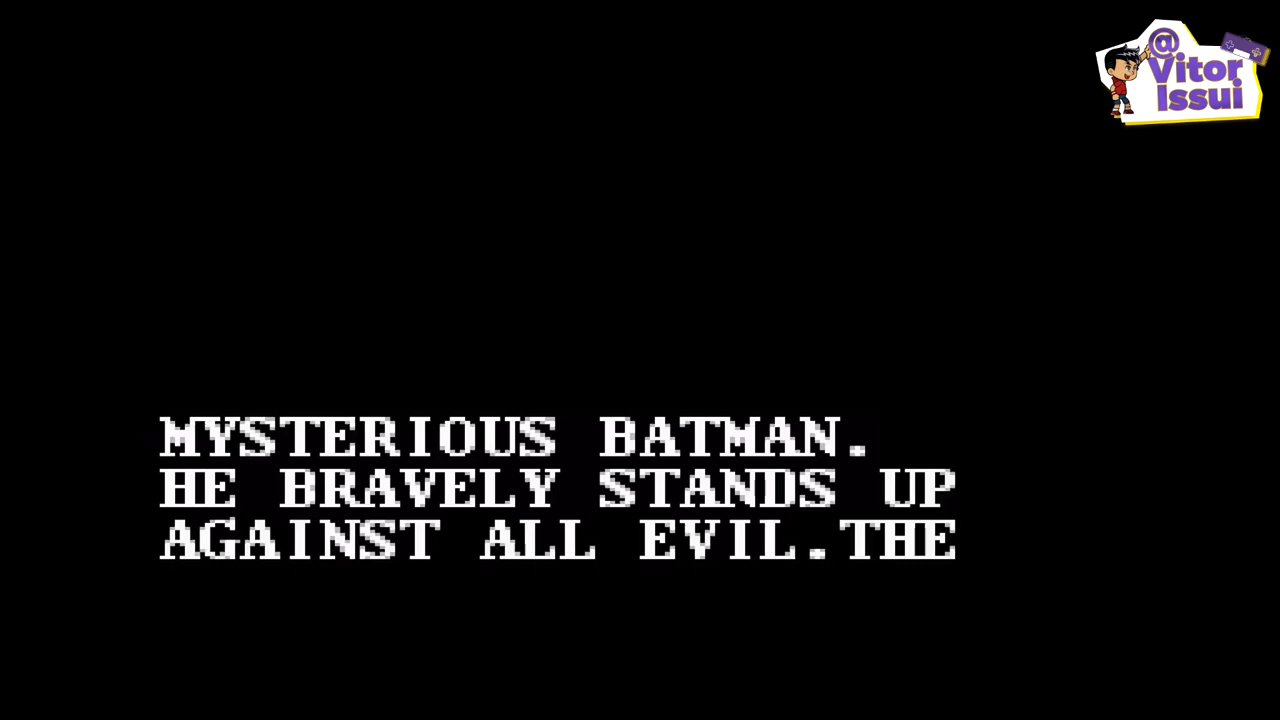 @
Vitor
Issui
MYSTERIOUS BATMAN.
HE BRAVELY STANDS UP
AGAINST ALL EVIL.THE